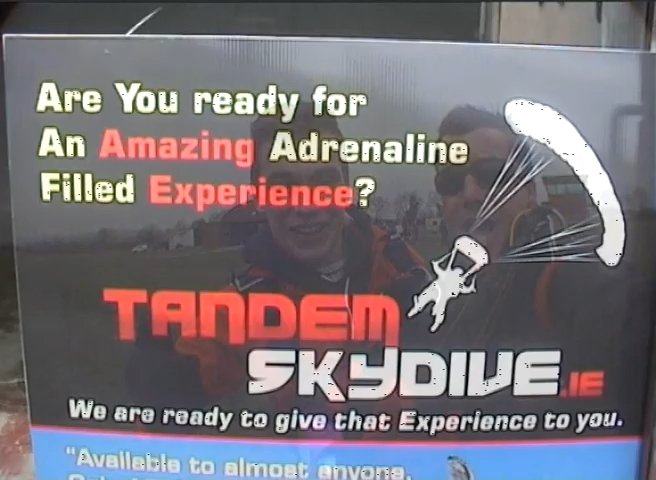 Are You ready for
An Amazing Adrenaline
Filled Experience?
TANDEM
SKYDIVE.IE
We are ready to give that Experience to you.
"Available to almost anyone.